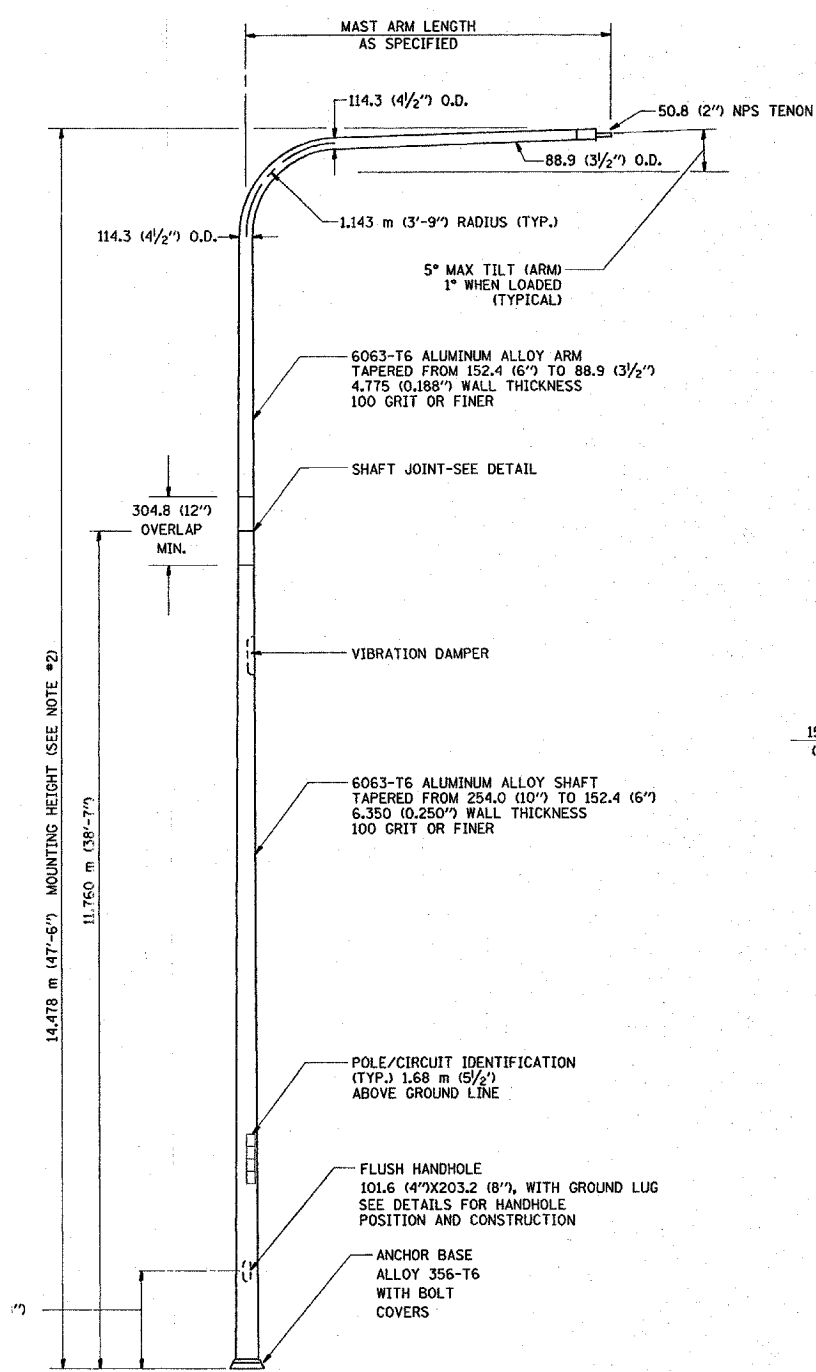 MAST ARM LENGTH
AS SPECIFIED
114.3 (4½") O.D.
50.8 (2") NPS TENON
88.9 (3½") O.D.
1.143 m (3'-9") RADIUS (TYP.)
114.3 (4½") O.D.
5° MAX TILT (ARM)
1° WHEN LOADED
(TYPICAL)
6063-T6 ALUMINUM ALLOY ARM
TAPERED FROM 152.4 (6") TO 88.9 (3½")
4.775 (0.188") WALL THICKNESS
100 GRIT OR FINER
SHAFT JOINT-SEE DETAIL
304.8 (12")
OVERLAP
MIN.
VIBRATION DAMPER
14.478 m (47'-6") MOUNTING HEIGHT (SEE NOTE #2)
11.760 m (38'-7")
6063-T6 ALUMINUM ALLOY SHAFT
TAPERED FROM 254.0 (10") TO 152.4 (6")
6.350 (0.250") WALL THICKNESS
100 GRIT OR FINER
POLE/CIRCUIT IDENTIFICATION
(TYP.) 1.68 m (5½')
ABOVE GROUND LINE
FLUSH HANDHOLE
101.6 (4")X203.2 (8"), WITH GROUND LUG
SEE DETAILS FOR HANDHOLE
POSITION AND CONSTRUCTION
ANCHOR BASE
ALLOY 356-T6
WITH BOLT
COVERS